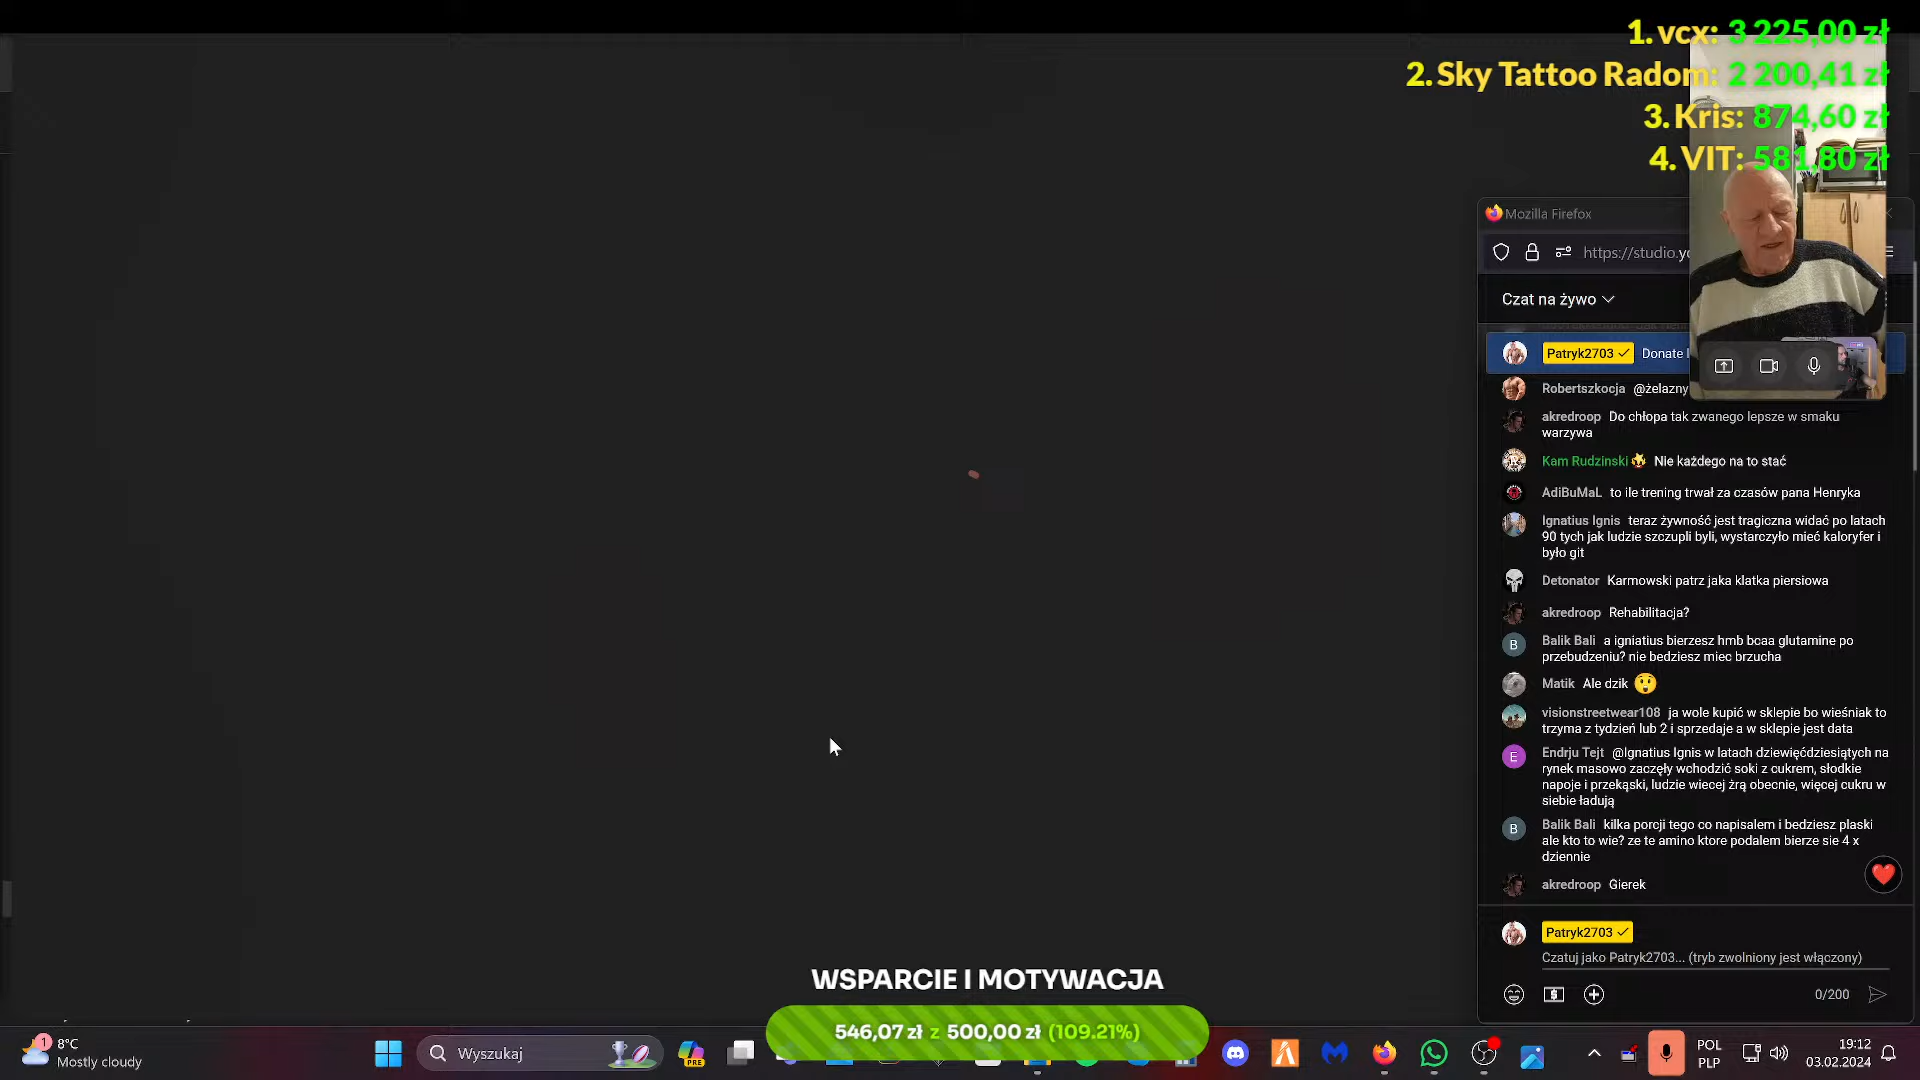 1. vcx: 3 225,00 zł
2. Sky Tattoo Radom: 2 200,41 zł
3. Kris: 874,60 zł
4. VIT: 581,80 zł
Mozilla Firefox
https://studio.yo
Czat na żywo
Patryk2703 Donate
Robertszkocja @żelazny
akredroop Do chłopa tak zwanego lepsze w smaku
warzywa
Kam Rudzinski Nie każdego na to stać
AdiBuMaL to ile trening trwał za czasów pana Henryka
Ignatius Ignis teraz żywność jest tragiczna widać po latach
90 tych jak ludzie szczupli byli, wystarczyło mieć kaloryfer i
było git
Detonator Karmowski patrz jaka klatka piersiowa
akredroop Rehabilitacja?
B Balik Bali a igniatius bierzesz hmb bcaa glutamine po
przebudzeniu? nie bedziesz miec brzucha
Matik Ale dzik
visionstreetwear108 ja wole kupić w sklepie bo wieśniak to
trzyma z tydzień lub 2 i sprzedaje a w sklepie jest data
E Endrju Tejt @Ignatius Ignis w latach dziewięćdziesiątych na
rynek masowo zaczęły wchodzić soki z cukrem, słodkie
napoje i przekąski, ludzie wiecej żrą obecnie, więcej cukru w
siebie ładują
B Balik Bali kilka porcji tego co napisalem i bedziesz plaski
ale kto to wie? ze te amino ktore podalem bierze sie 4 x
dziennie
akredroop Gierek
Patryk2703
Czatuj jako Patryk2703... (tryb zwolniony jest włączony)
0/200
WSPARCIE I MOTYWACJA
546,07 zł z 500,00 zł (109.21%)
1
8°C
Mostly cloudy
Wyszukaj
PRE
POL
PLP
19:12
03.02.2024